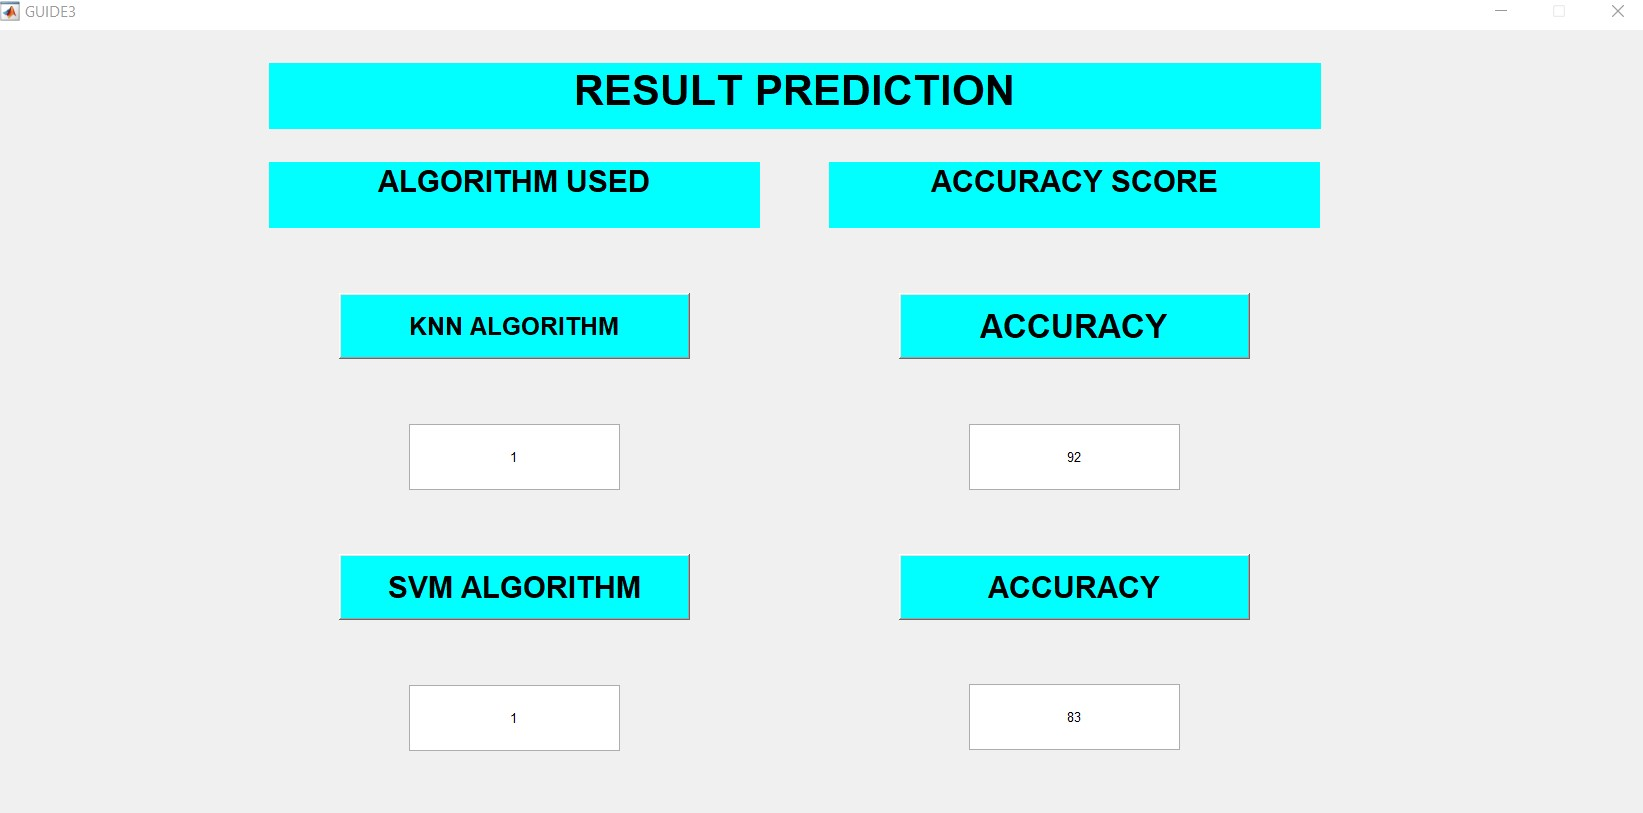 GUIDE3
RESULT PREDICTION
ALGORITHM USED
ACCURACY SCORE
KNN ALGORITHM
ACCURACY
1
92
SVM ALGORITHM
ACCURACY
1
83